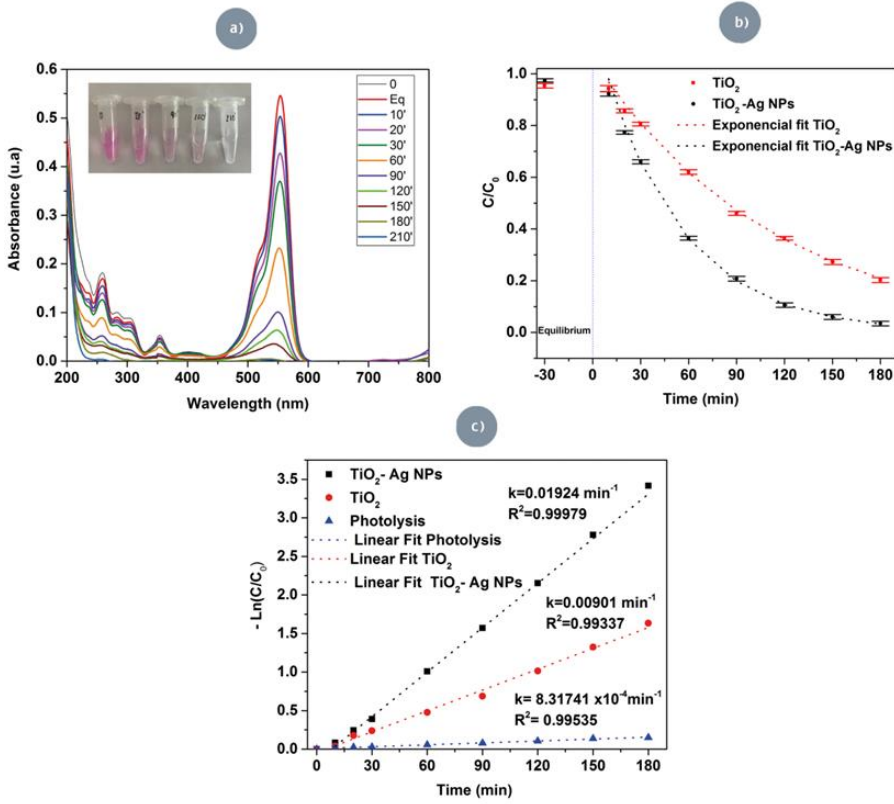 a)
0.6
0.5
0.4
0.3
0.2
0.1
0.0
Absorbance (u.a)
200
300
400
500
600
700
800
Wavelength (nm)
0
Eq
10'
20'
30'
60'
90'
120'
150'
180'
210'
b)
1.0
0.8
0.6
0.4
0.2
0.0
C/C₀
TiO₂
TiO₂ -Ag NPs
Exponencial fit TiO₂
Exponencial fit TiO₂-Ag NPs
Equilibrium
-30
0
30
60
90
120
150
180
Time (min)
c)
3.5
3.0
2.5
2.0
1.5
1.0
0.5
0.0
- Ln(C/C₀)
TiO₂- Ag NPs
TiO₂
Photolysis
Linear Fit Photolysis
Linear Fit TiO₂
Linear Fit TiO₂- Ag NPs
k=0.01924 min⁻¹
R²=0.99979
k=0.00901 min⁻¹
R²=0.99337
k= 8.31741 x10⁻⁴min⁻¹
R²= 0.99535
0
30
60
90
120
150
180
Time (min)